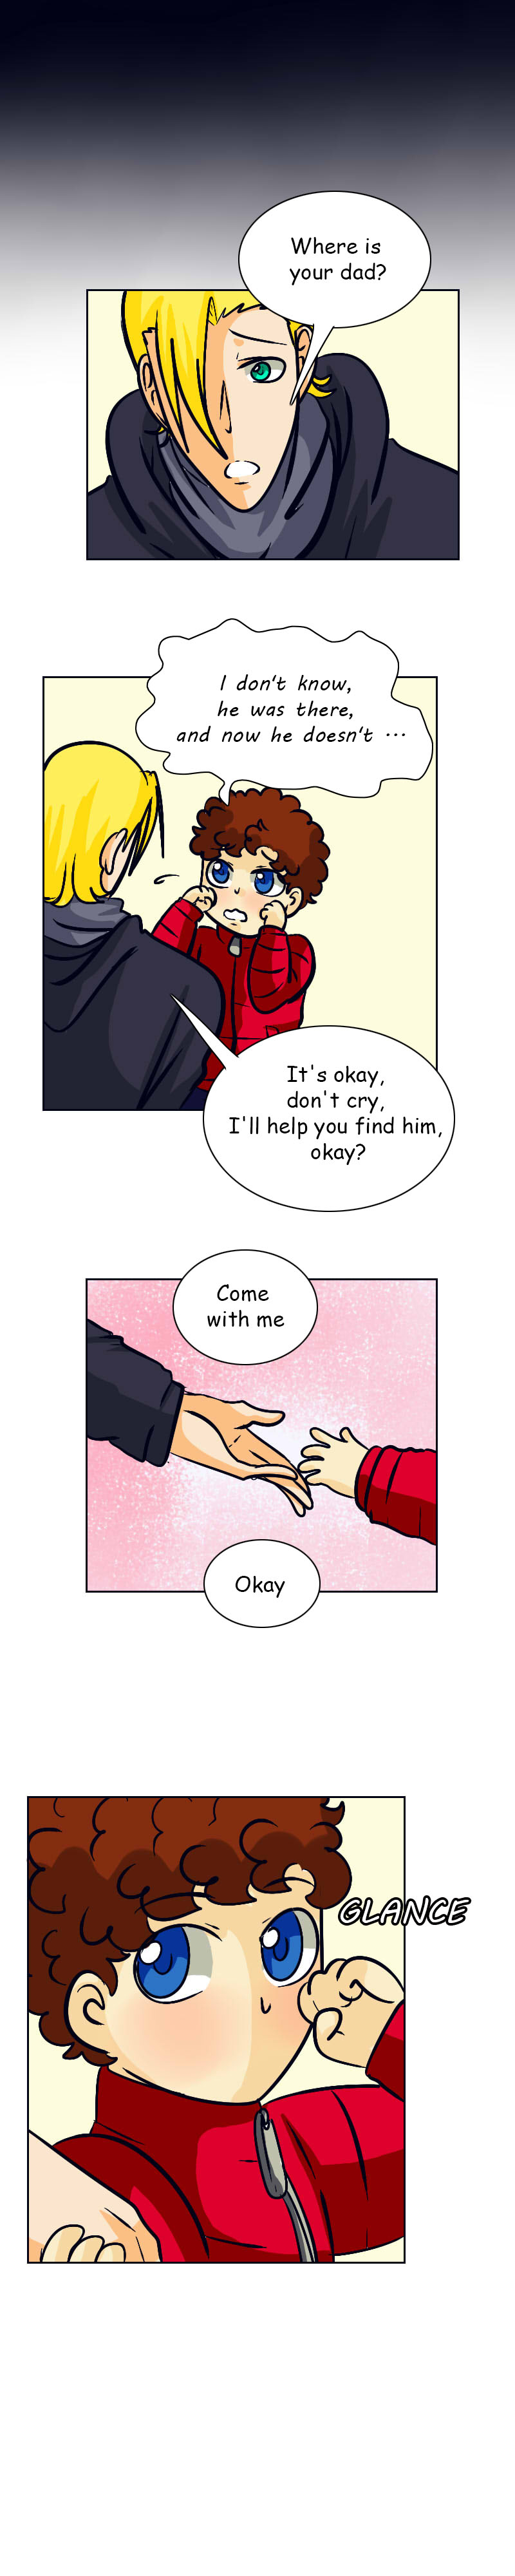 Where is
your dad?
I don't know,
he was there,
and now he doesn't ...
It's okay,
don't cry,
I'll help you find him,
okay?
Come
with me
Okay
GLANCE